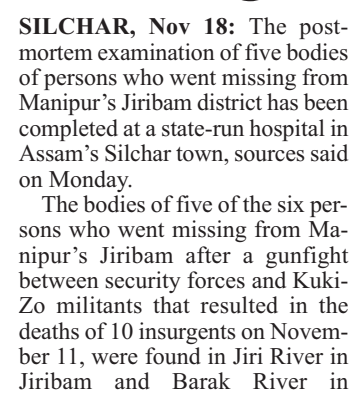 SILCHAR, Nov 18: The post-
mortem examination of five bodies
of persons who went missing from
Manipur's Jiribam district has been
completed at a state-run hospital in
Assam's Silchar town, sources said
on Monday.
The bodies of five of the six per-
sons who went missing from Ma-
nipur's Jiribam after a gunfight
between security forces and Kuki-
Zo militants that resulted in the
deaths of 10 insurgents on Novem-
ber 11, were found in Jiri River in
Jiribam and Barak River in